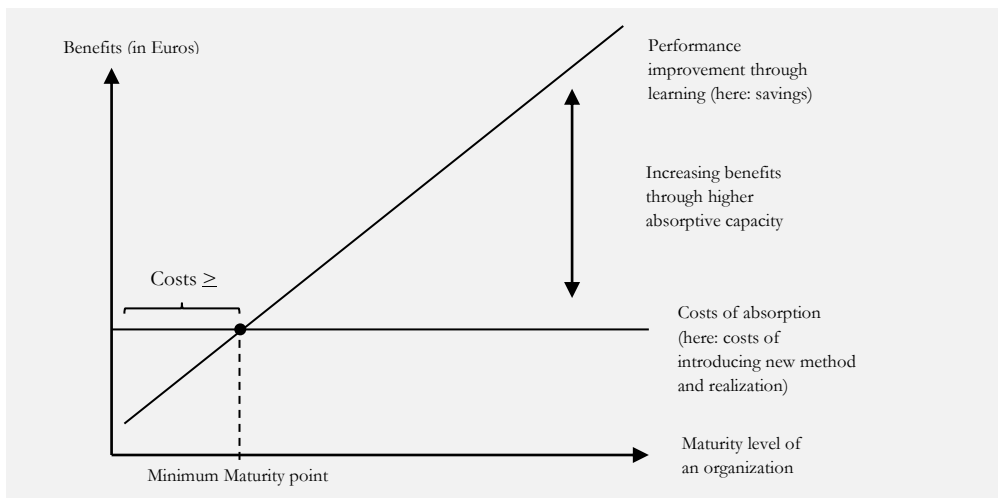 Benefits (in Euros)
Performance
improvement through
learning (here: savings)
Increasing benefits
through higher
absorptive capacity
Costs ≥
Costs of absorption
(here: costs of
introducing new method
and realization)
Maturity level of
an organization
Minimum Maturity point